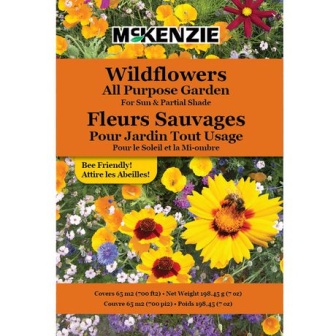 McKENZIE
Wildflowers
All Purpose Garden
For Sun & Partial Shade
Fleurs Sauvages
Pour Jardin Tout Usage
Pour le Soleil et la Mi-ombre
Bee Friendly!
Attire les Abeilles!
Covers 65 m2 (700 ft2) • Net Weight 198,45 g (7 oz)
Couvre 65 m2 (700 pi2) • Poids 198,45 (7 oz)